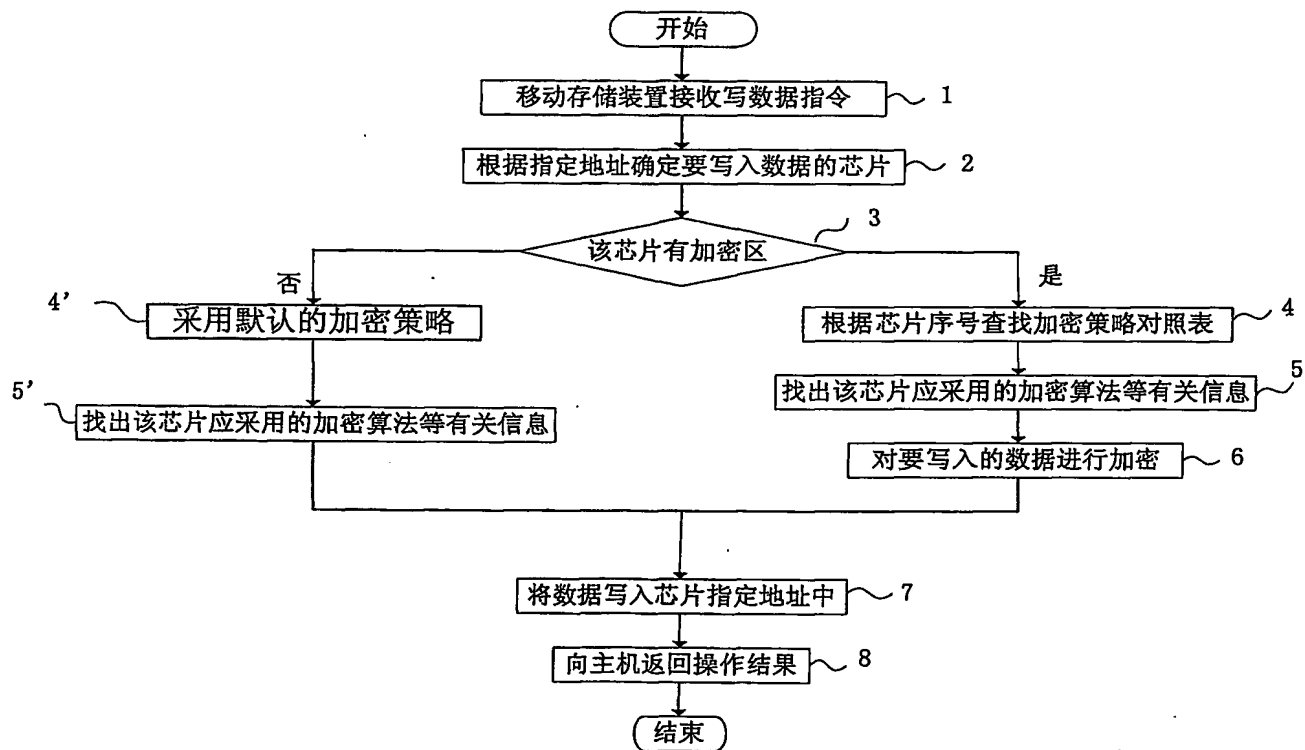 开始
移动存储装置接收写数据指令
1
根据指定地址确定要写入数据的芯片
2
该芯片有加密区
3
否
是
4'
采用默认的加密策略
根据芯片序号查找加密策略对照表
4
5'
找出该芯片应采用的加密算法等有关信息
找出该芯片应采用的加密算法等有关信息
5
对要写入的数据进行加密
6
将数据写入芯片指定地址中
7
向主机返回操作结果
8
结束